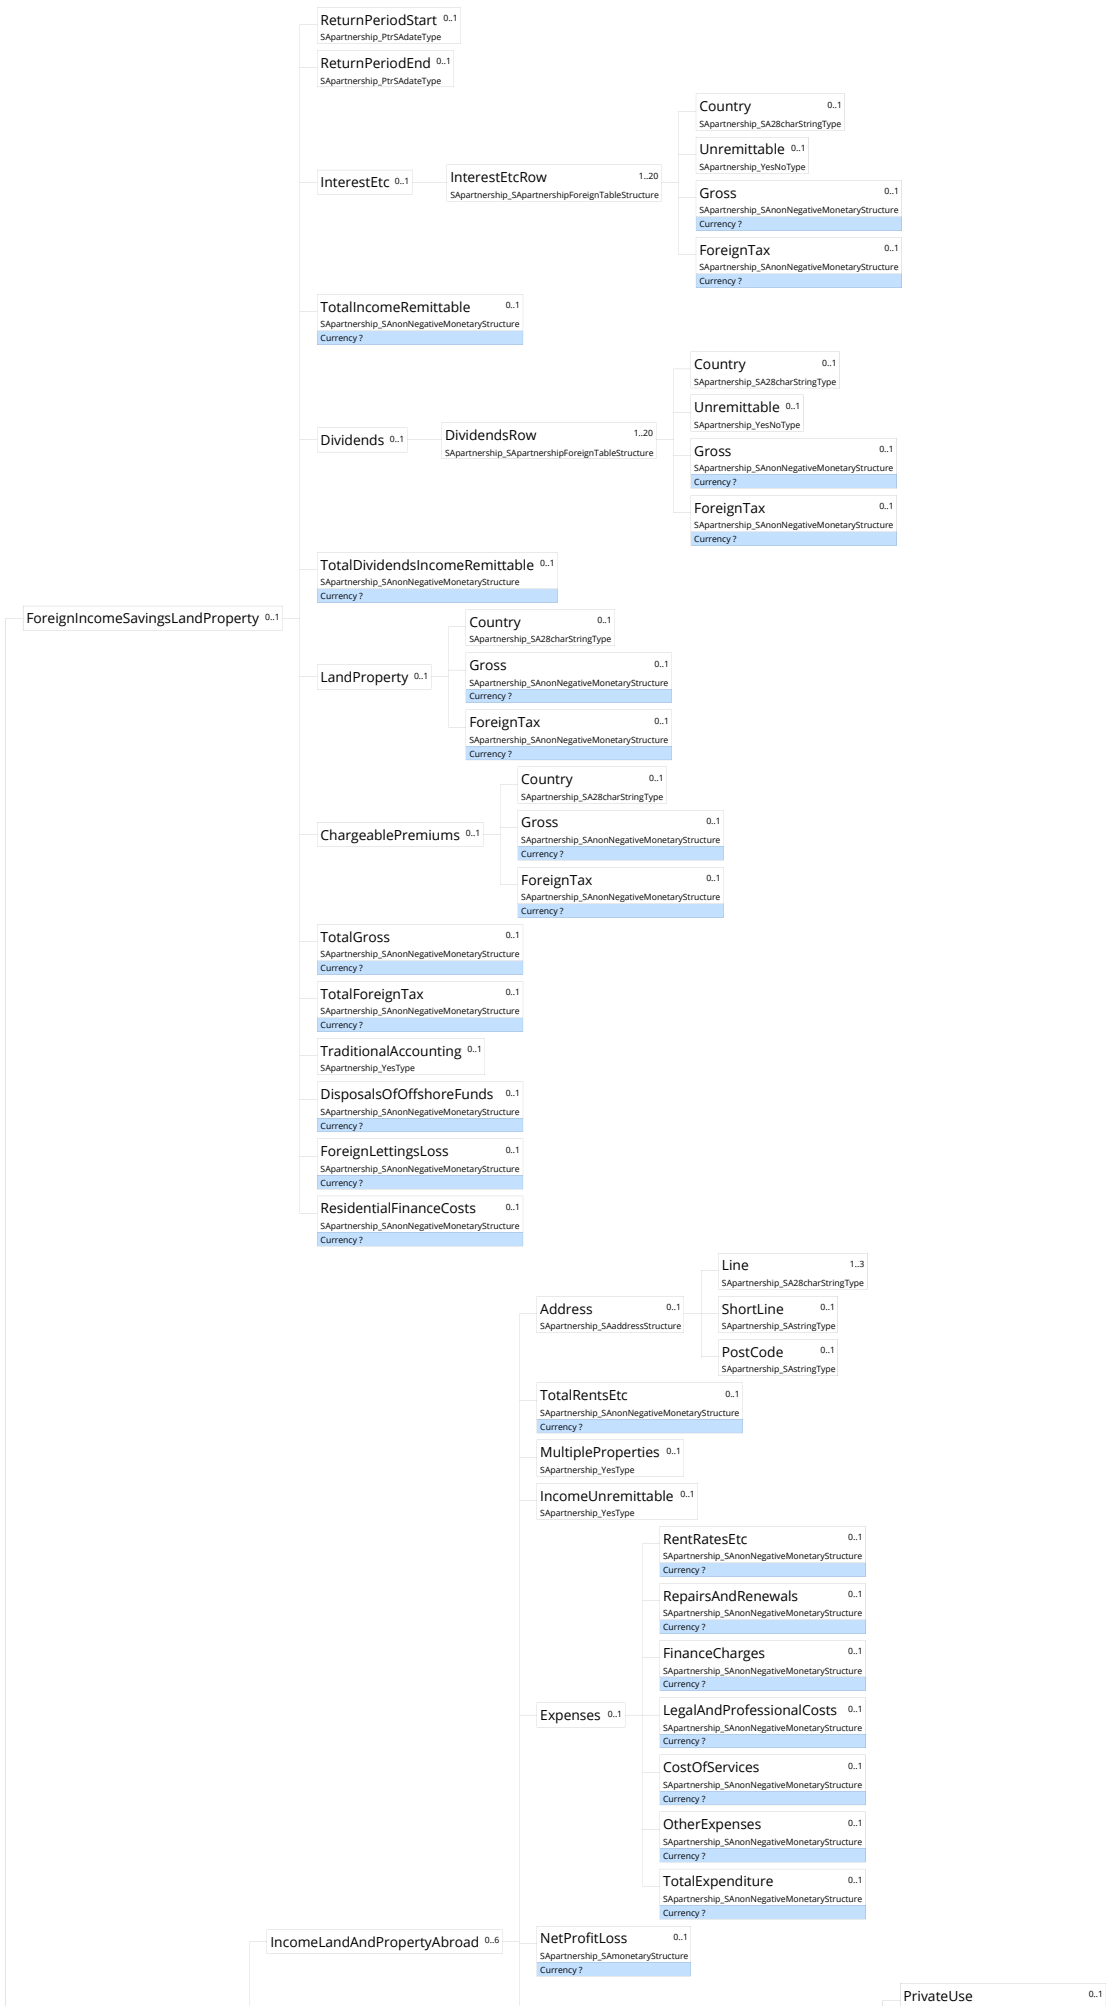 ReturnPeriodStart 0..1
SApartnership_PtrSAdateType
ReturnPeriodEnd 0..1
SApartnership_PtrSAdateType
Country 0..1
SApartnership_SA28charStringType
Unremittable 0..1
SApartnership_YesNoType
InterestEtc 0..1
InterestEtcRow 1..20
SApartnership_SApartnershipForeignTableStructure
Gross 0..1
SApartnership_SAnonNegativeMonetaryStructure
Currency ?
ForeignTax 0..1
SApartnership_SAnonNegativeMonetaryStructure
Currency ?
TotalIncomeRemittable 0..1
SApartnership_SAnonNegativeMonetaryStructure
Currency ?
Country 0..1
SApartnership_SA28charStringType
Unremittable 0..1
SApartnership_YesNoType
Dividends 0..1
DividendsRow 1..20
SApartnership_SApartnershipForeignTableStructure
Gross 0..1
SApartnership_SAnonNegativeMonetaryStructure
Currency ?
ForeignTax 0..1
SApartnership_SAnonNegativeMonetaryStructure
Currency ?
TotalDividendsIncomeRemittable 0..1
SApartnership_SAnonNegativeMonetaryStructure
Currency ?
ForeignIncomeSavingsLandProperty 0..1
Country 0..1
SApartnership_SA28charStringType
LandProperty 0..1
Gross 0..1
SApartnership_SAnonNegativeMonetaryStructure
Currency ?
ForeignTax 0..1
SApartnership_SAnonNegativeMonetaryStructure
Currency ?
Country 0..1
SApartnership_SA28charStringType
ChargeablePremiums 0..1
Gross 0..1
SApartnership_SAnonNegativeMonetaryStructure
Currency ?
ForeignTax 0..1
SApartnership_SAnonNegativeMonetaryStructure
Currency ?
TotalGross 0..1
SApartnership_SAnonNegativeMonetaryStructure
Currency ?
TotalForeignTax 0..1
SApartnership_SAnonNegativeMonetaryStructure
Currency ?
TraditionalAccounting 0..1
SApartnership_YesType
DisposalsOfOffshoreFunds 0..1
SApartnership_SAnonNegativeMonetaryStructure
Currency ?
ForeignLettingsLoss 0..1
SApartnership_SAnonNegativeMonetaryStructure
Currency ?
ResidentialFinanceCosts 0..1
SApartnership_SAnonNegativeMonetaryStructure
Currency ?
Line 1..3
SApartnership_SA28charStringType
Address 0..1
SApartnership_SAaddressStructure
ShortLine 0..1
SApartnership_SAstringType
PostCode 0..1
SApartnership_SAstringType
TotalRentsEtc 0..1
SApartnership_SAnonNegativeMonetaryStructure
Currency ?
MultipleProperties 0..1
SApartnership_YesType
IncomeUnremittable 0..1
SApartnership_YesType
RentRatesEtc 0..1
SApartnership_SAnonNegativeMonetaryStructure
Currency ?
RepairsAndRenewals 0..1
SApartnership_SAnonNegativeMonetaryStructure
Currency ?
FinanceCharges 0..1
SApartnership_SAnonNegativeMonetaryStructure
Currency ?
Expenses 0..1
LegalAndProfessionalCosts 0..1
SApartnership_SAnonNegativeMonetaryStructure
Currency ?
CostOfServices 0..1
SApartnership_SAnonNegativeMonetaryStructure
Currency ?
OtherExpenses 0..1
SApartnership_SAnonNegativeMonetaryStructure
Currency ?
TotalExpenditure 0..1
SApartnership_SAnonNegativeMonetaryStructure
Currency ?
IncomeLandAndPropertyAbroad 0..6
NetProfitLoss 0..1
SApartnership_SAmonetaryStructure
Currency ?
PrivateUse 0..1